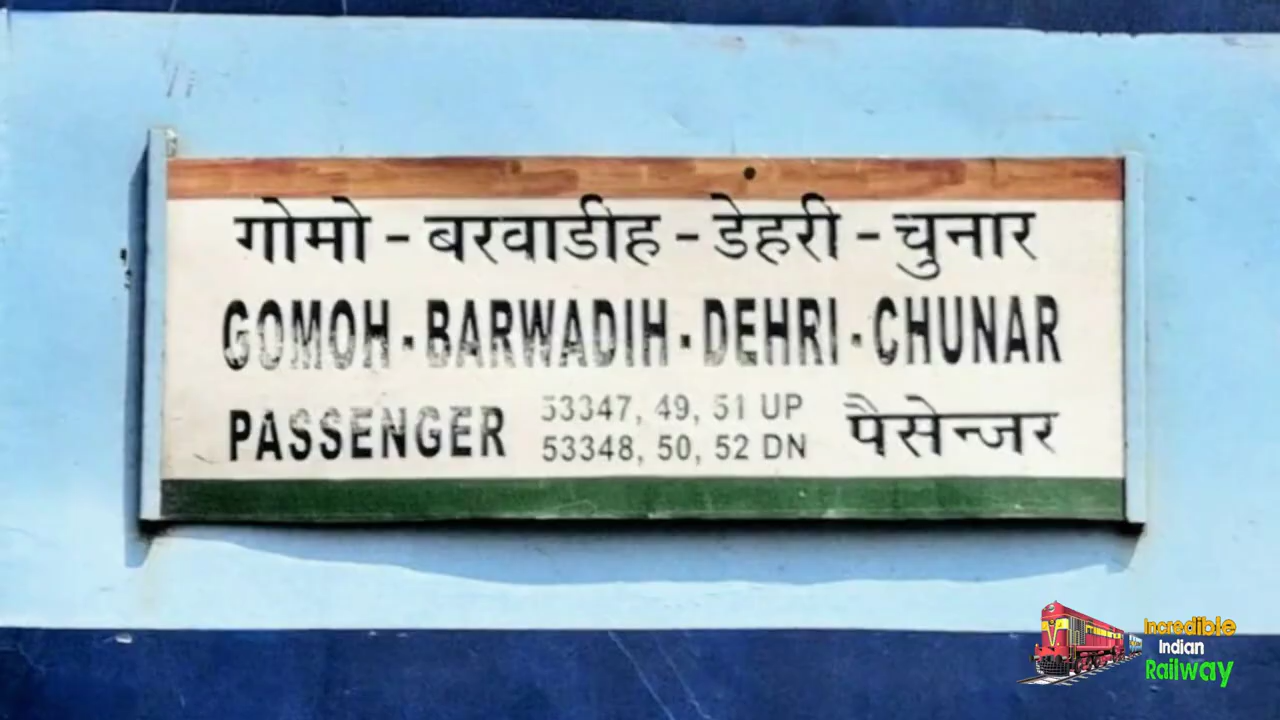 गोमो - बरवाडीह - डेहरी - चुनार
GOMOH - BARWADIH - DEHRI - CHUNAR
PASSENGER 53347, 49, 51 UP पैसेन्जर
53348, 50, 52 DN
Incredible
Indian
Railway